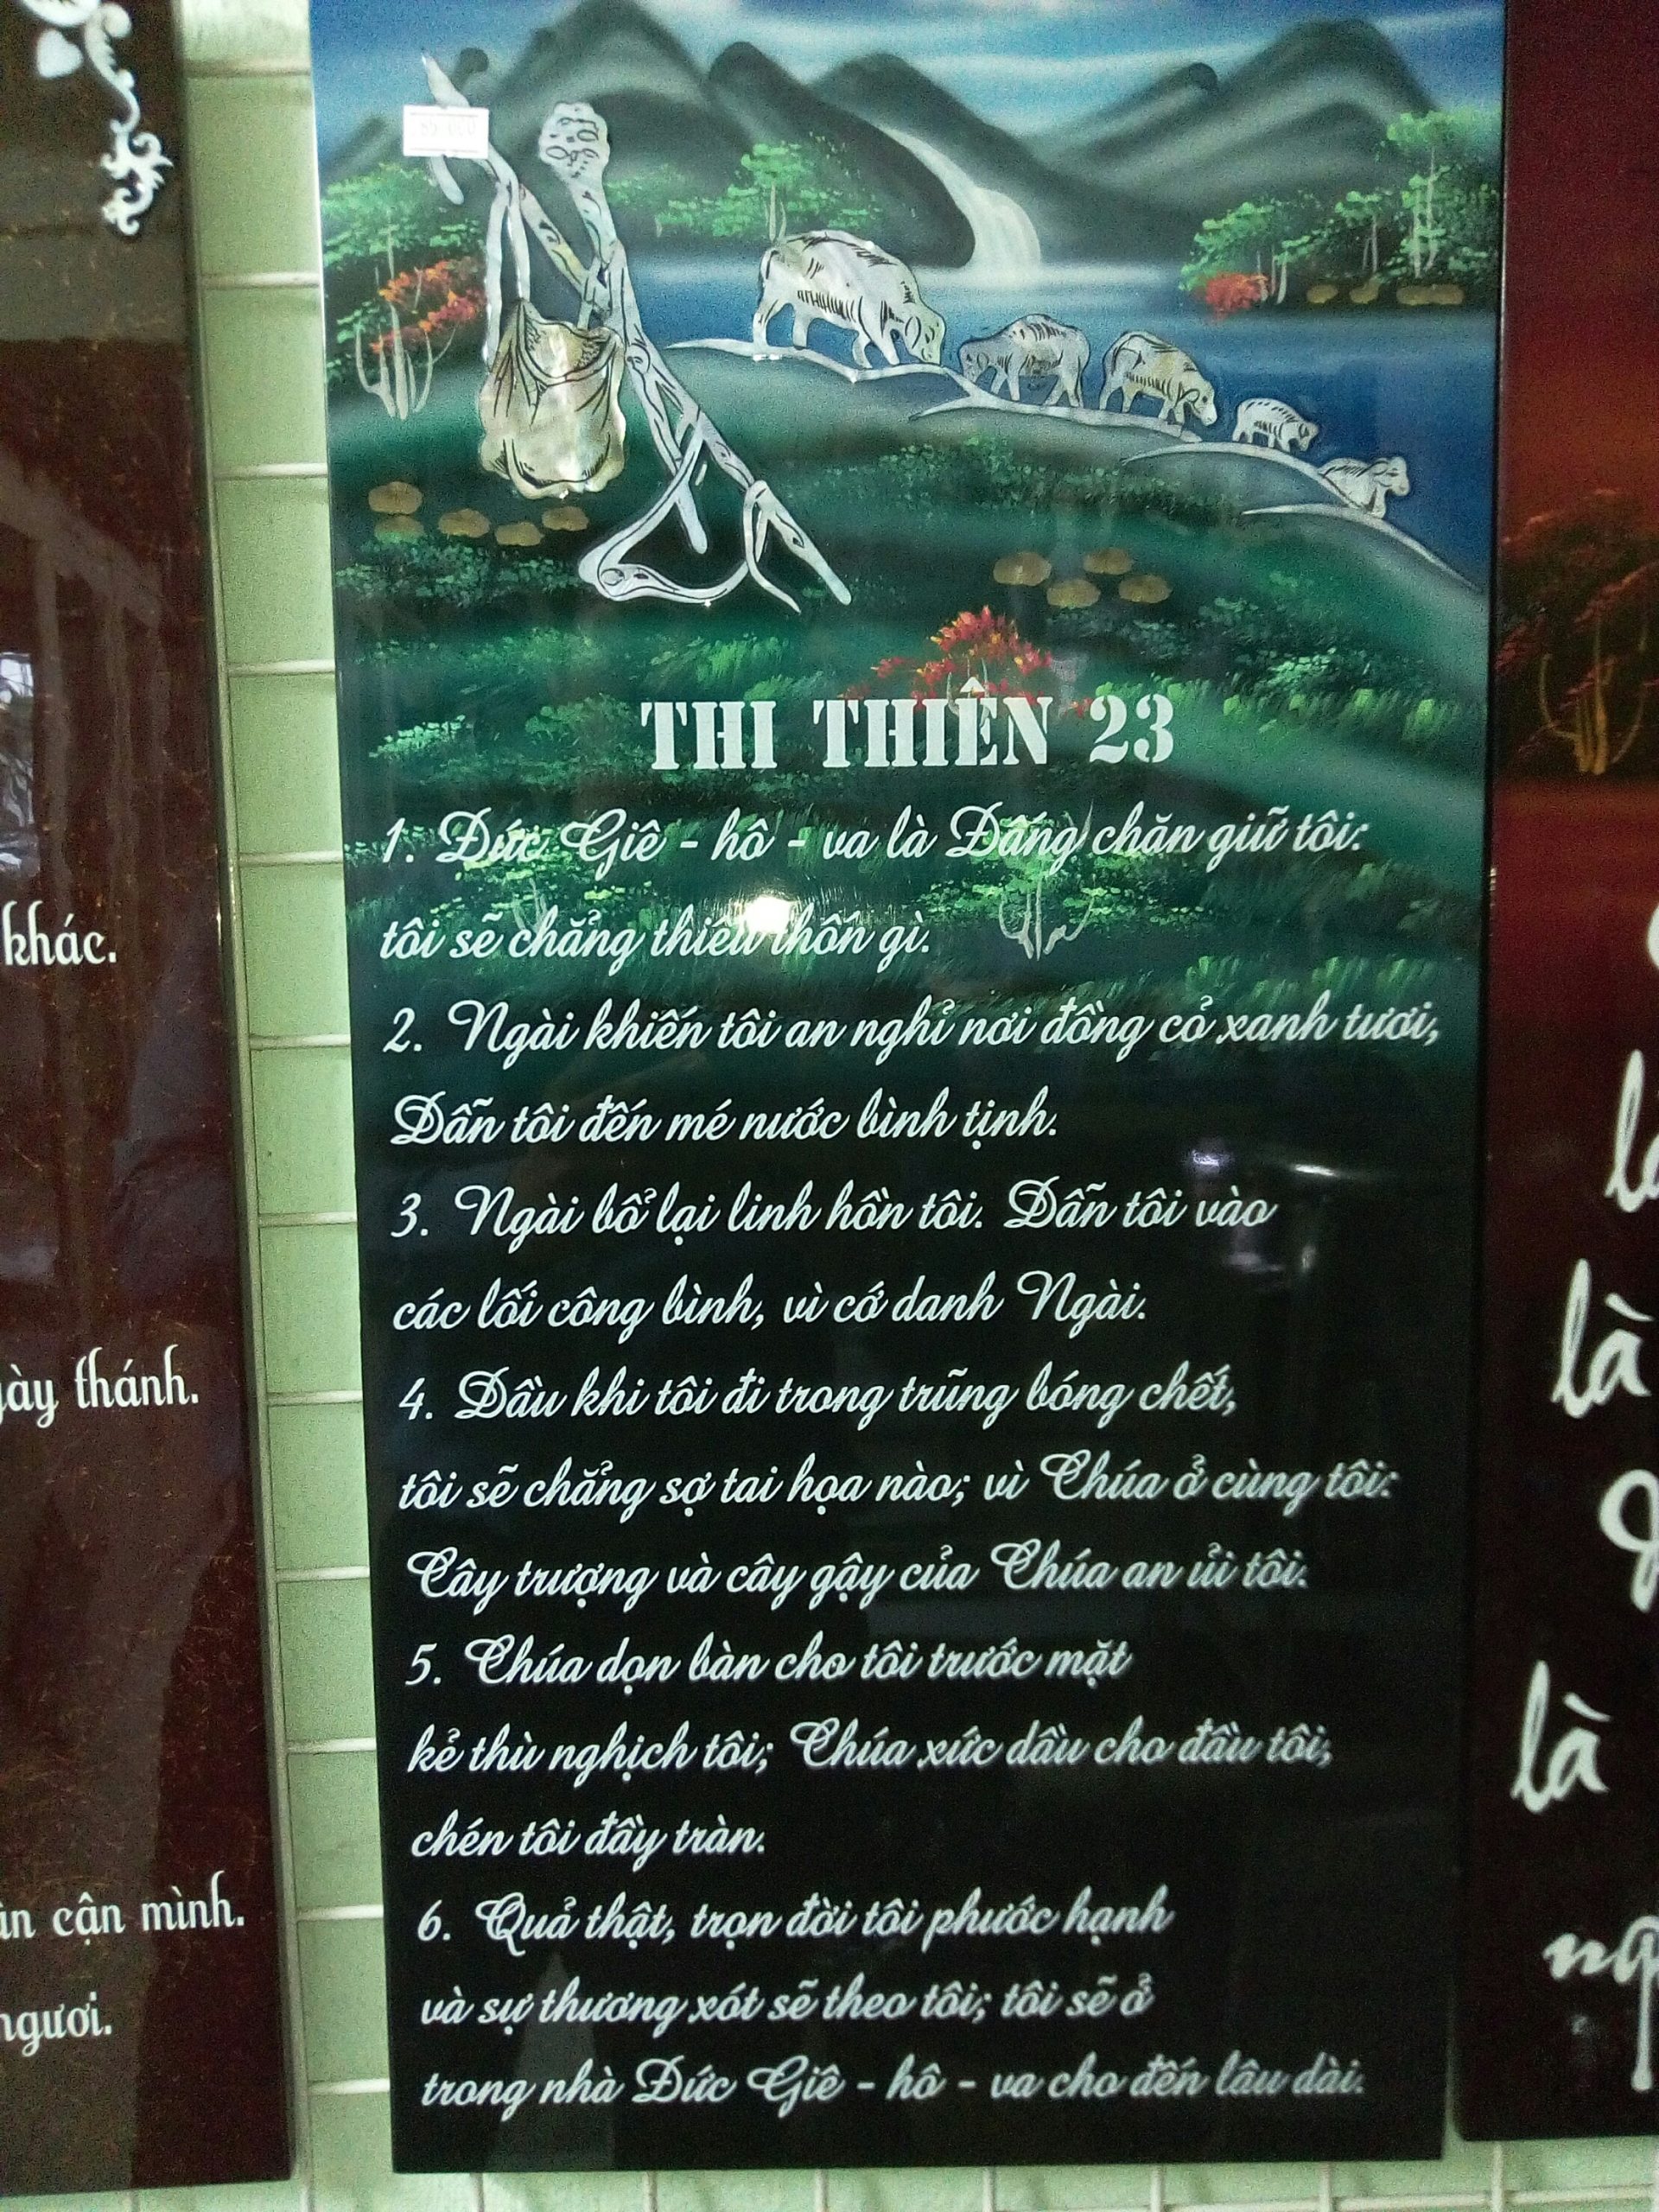 THI THIÊN 23
1. Đức Giê - hô - va là Đấng chăn giữ tôi:
tôi sẽ chẳng thiếu thốn gì.
2. Ngài khiến tôi an nghỉ nơi đồng cỏ xanh tươi,
Dẫn tôi đến mé nước bình tịnh.
3. Ngài bổ lại linh hồn tôi. Dẫn tôi vào
các lối công bình, vì cớ danh Ngài.
4. Dầu khi tôi đi trong trũng bóng chết,
tôi sẽ chẳng sợ tai họa nào; vì Chúa ở cùng tôi:
Cây trượng và cây gậy của Chúa an ủi tôi.
5. Chúa dọn bàn cho tôi trước mặt
kẻ thù nghịch tôi; Chúa xức dầu cho đầu tôi,
chén tôi đầy tràn.
6. Quả thật, trọn đời tôi phước hạnh
và sự thương xót sẽ theo tôi; tôi sẽ ở
trong nhà Đức Giê - hô - va cho đến lâu dài.
khác.
thánh.
cận mình.
là
là